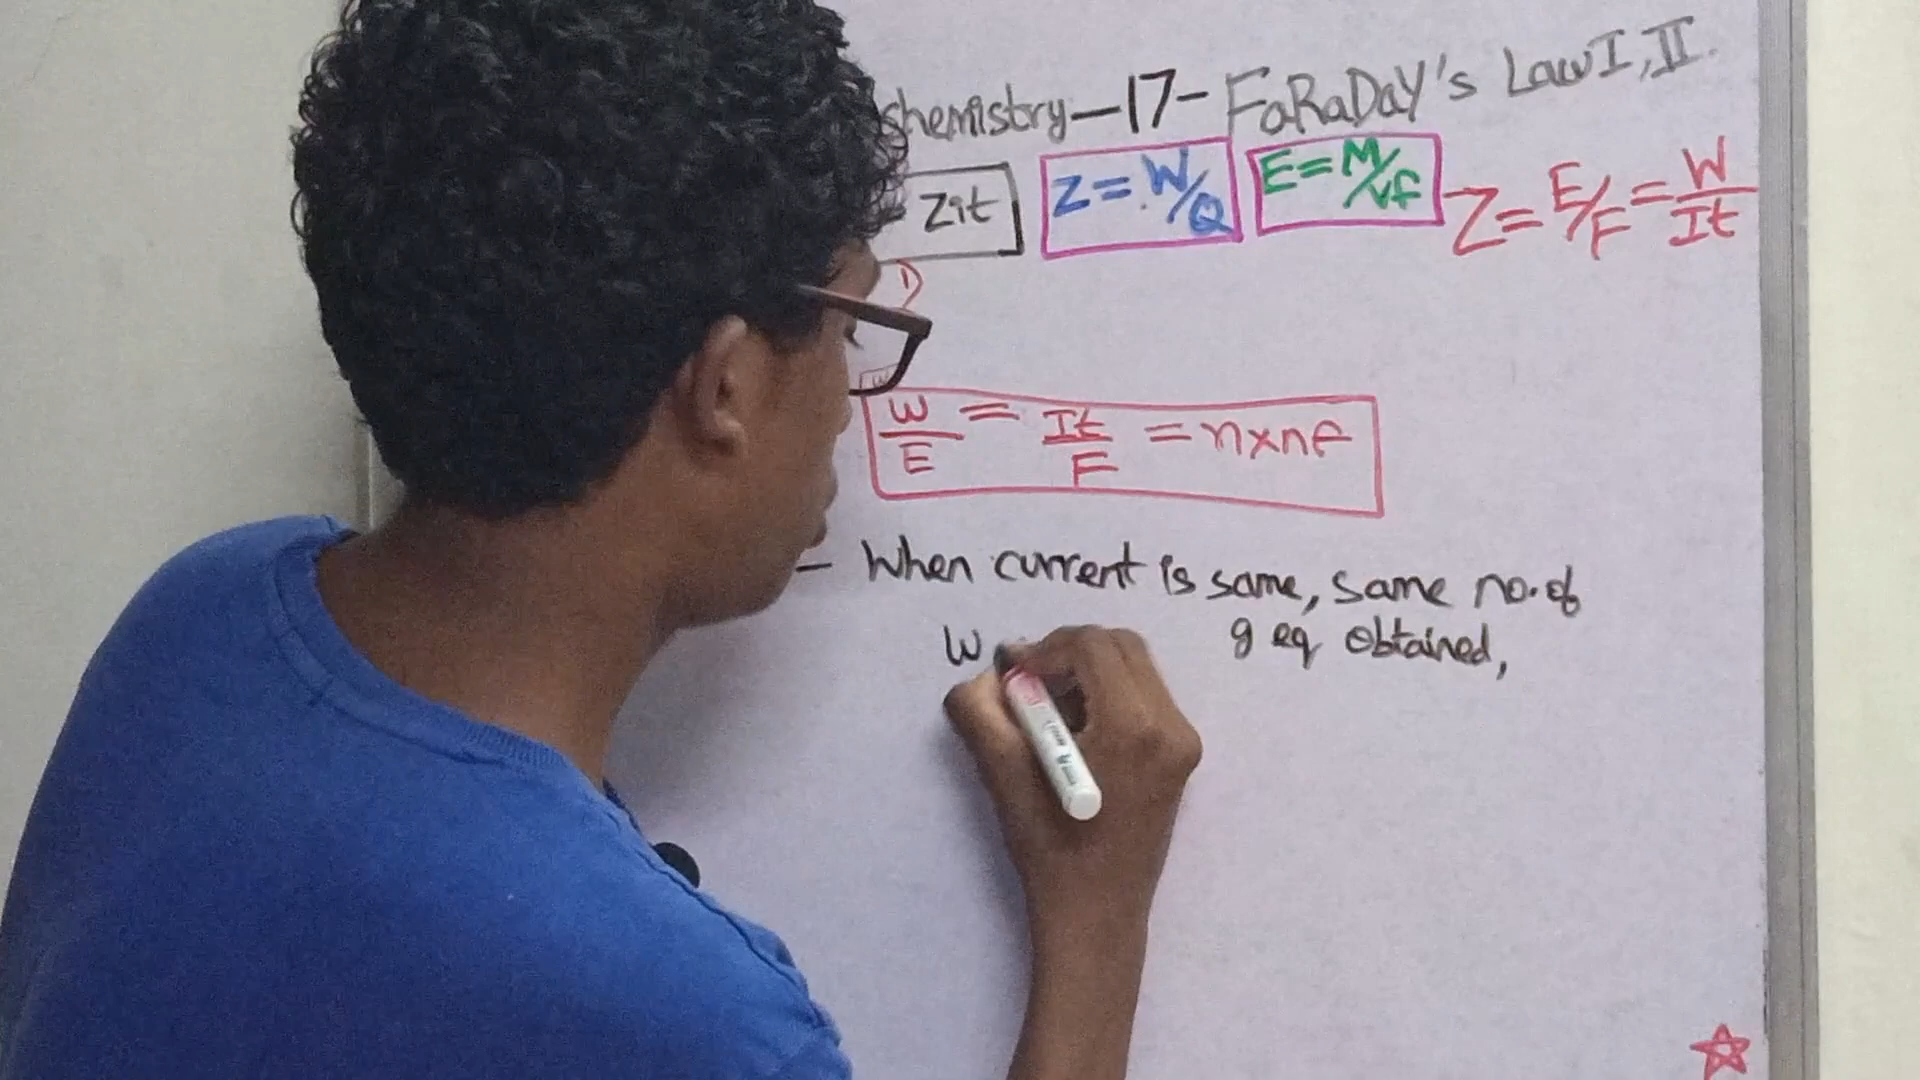 chemistry-17- FaRaDaY's Law I, II.
Zit Z=W/Q E=M/vf Z=E/F=W/It
1)
W/E = It/F = n×nf
- When current is same, same no. of
g eq obtained,
W